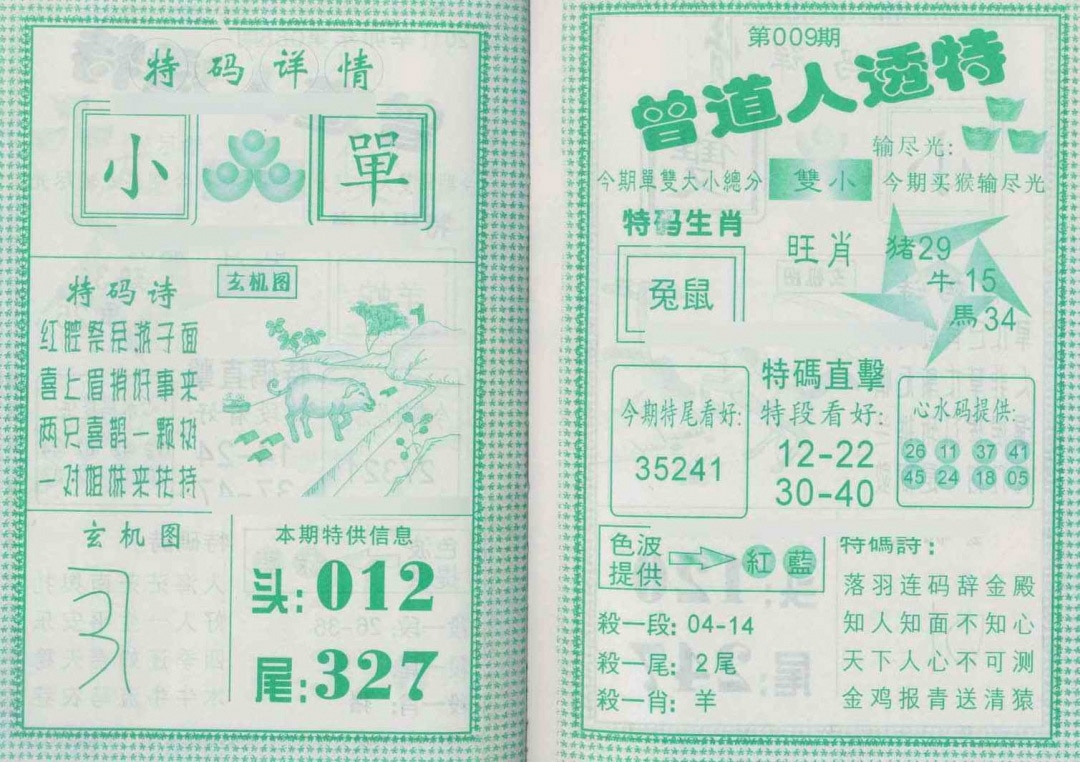 特码详情
小 單
特码诗
红腔祭台荡子面
喜上眉梢好事来
两只喜鹊一颗树
一对姐妹来扶持
玄机图
玄机图
本期特供信息
头:012
尾:327
第009期
曾道人透特
输尽光:
今期單雙大小總分 雙小 今期买猴输尽光
特码生肖
兔鼠
旺肖
猪29
牛15
馬34
今期特尾看好:
35241
特碼直擊
特段看好:
12-22
30-40
心水码提供:
26 11 37 41
45 24 18 05
色波提供 紅 藍
殺一段: 04-14
殺一尾: 2尾
殺一肖: 羊
特碼詩:
落羽连码辞金殿
知人知面不知心
天下人心不可测
金鸡报青送清猿